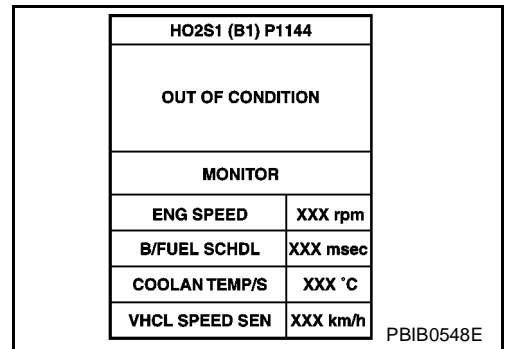 HO2S1 (B1) P1144
OUT OF CONDITION
MONITOR
ENG SPEED XXX rpm
B/FUEL SCHDL XXX msec
COOLAN TEMP/S XXX °C
VHCL SPEED SEN XXX km/h
PBIB0548E